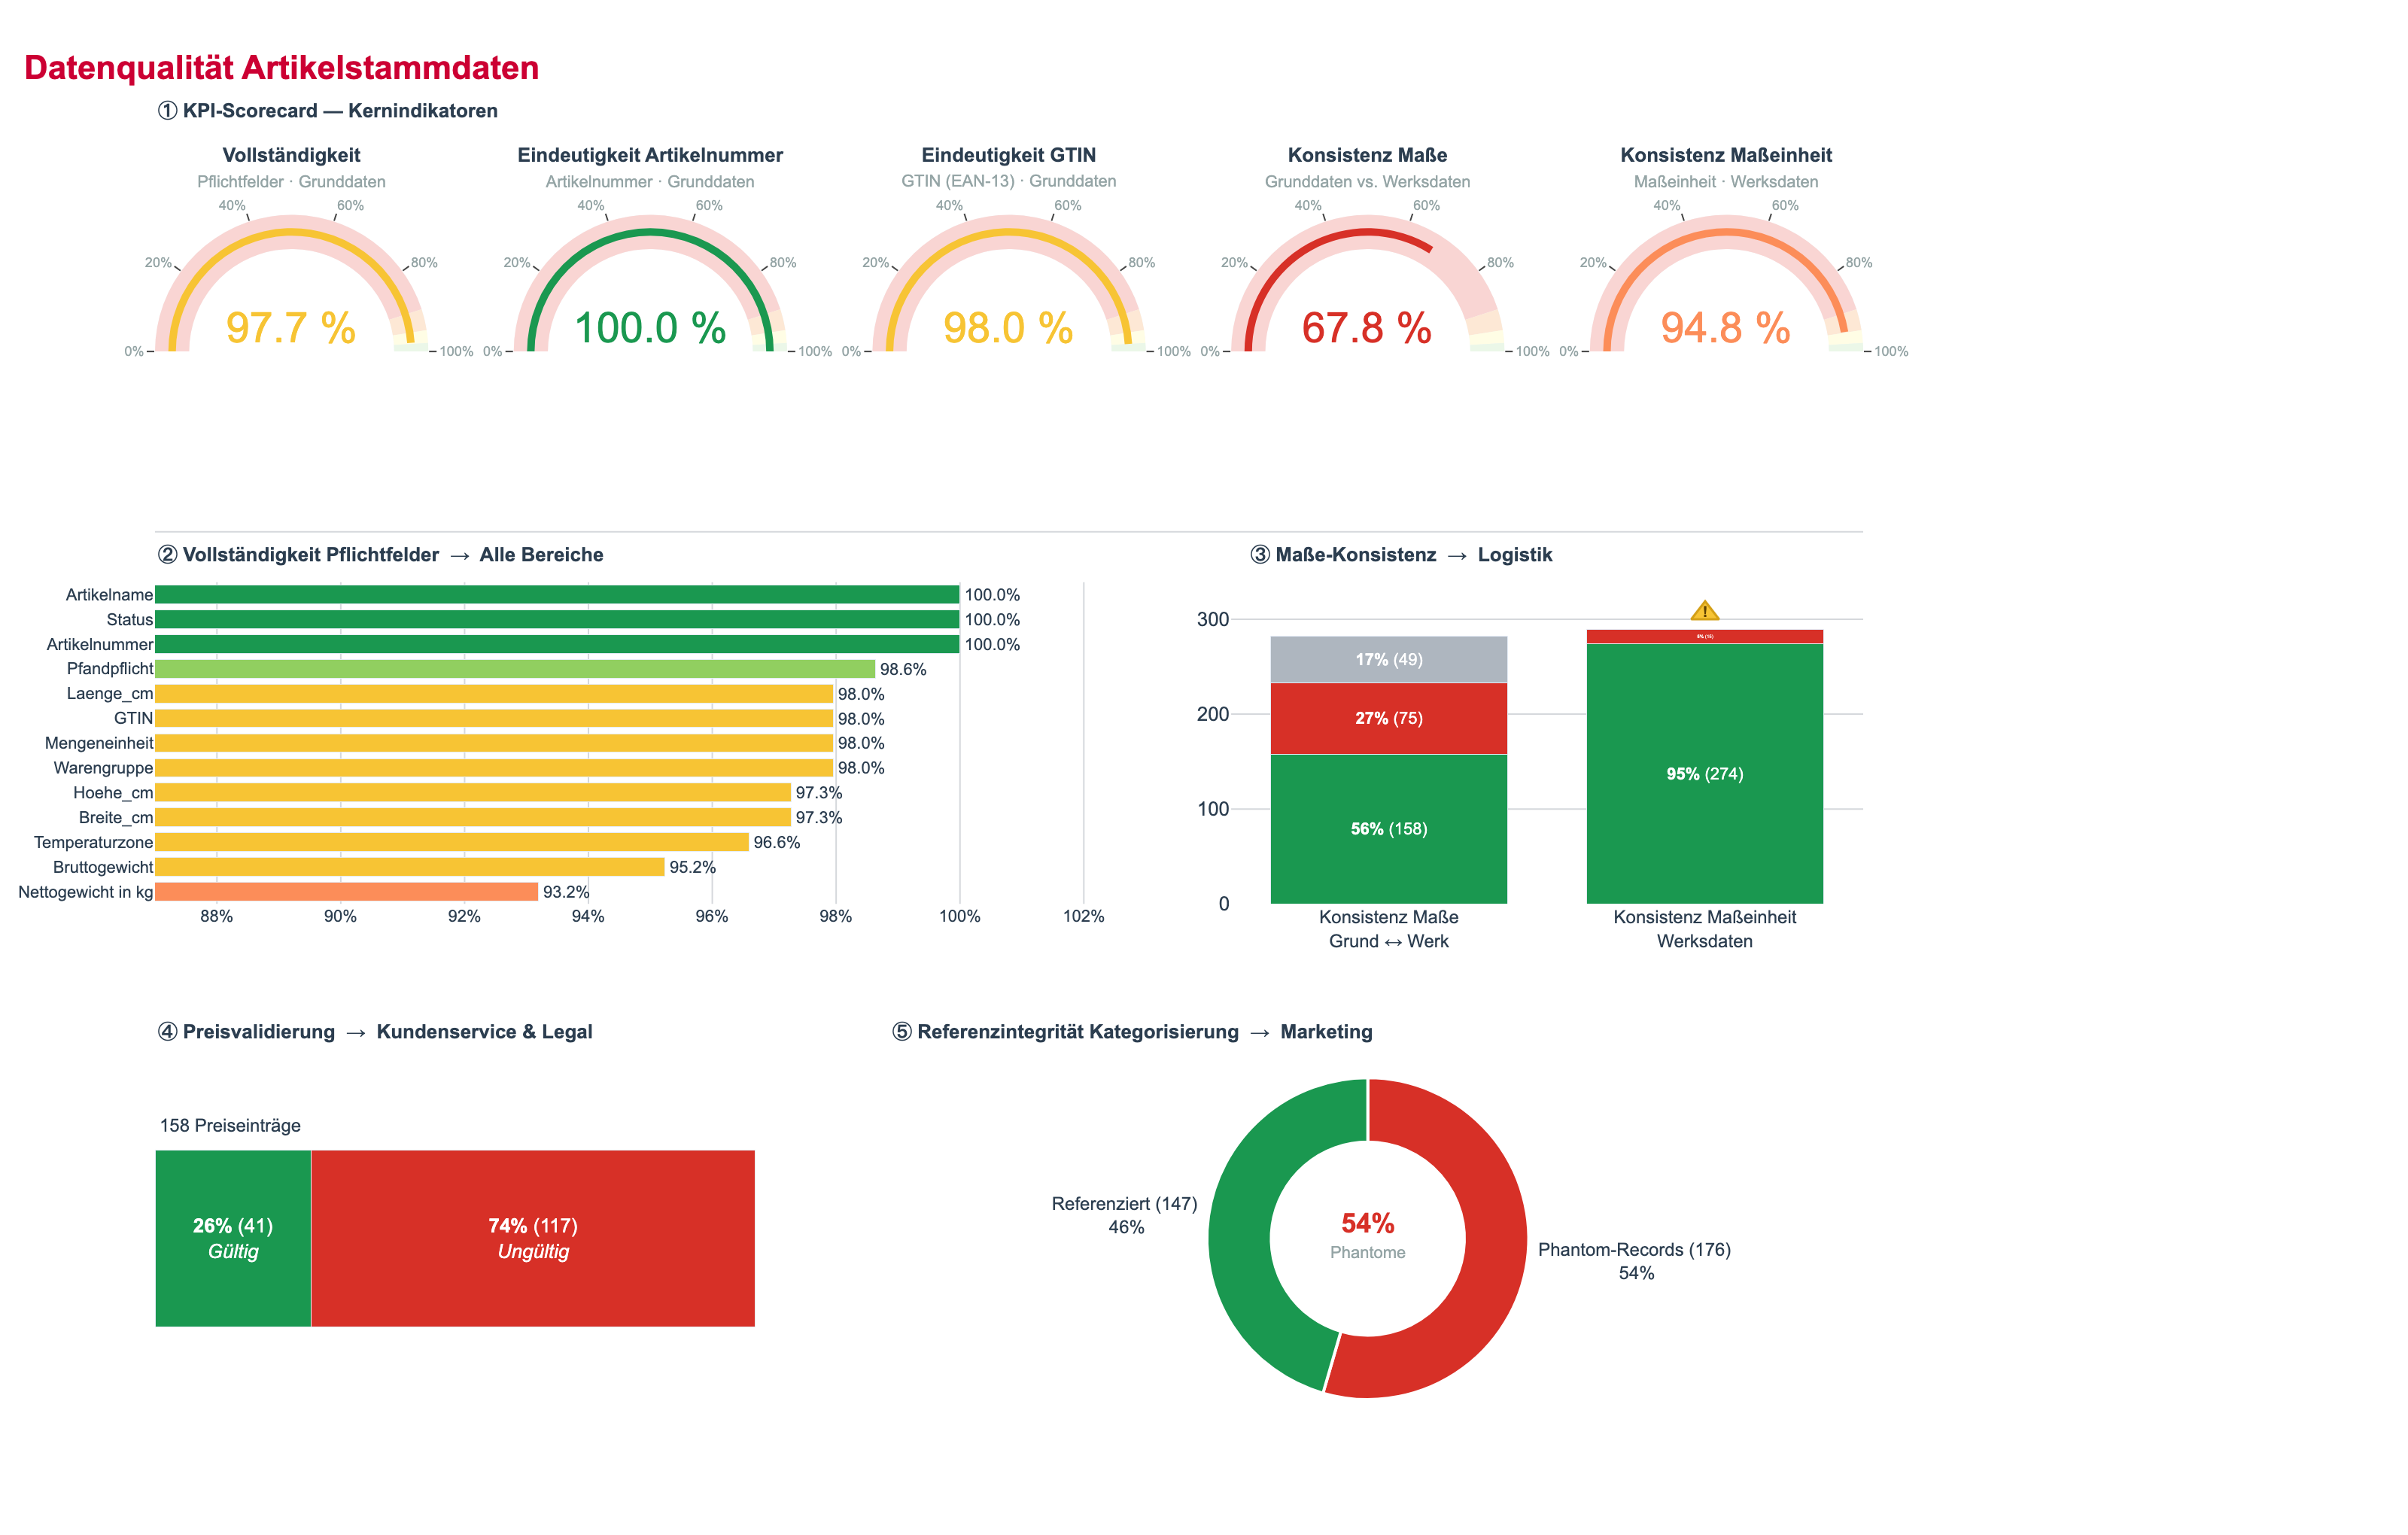 Datenqualität Artikelstammdaten
① KPI-Scorecard — Kernindikatoren
Vollständigkeit
Pflichtfelder · Grunddaten
0%
20%
40%
60%
80%
100%
97.7 %
Eindeutigkeit Artikelnummer
Artikelnummer · Grunddaten
0%
20%
40%
60%
80%
100%
100.0 %
Eindeutigkeit GTIN
GTIN (EAN-13) · Grunddaten
0%
20%
40%
60%
80%
100%
98.0 %
Konsistenz Maße
Grunddaten vs. Werksdaten
0%
20%
40%
60%
80%
100%
67.8 %
Konsistenz Maßeinheit
Maßeinheit · Werksdaten
0%
20%
40%
60%
80%
100%
94.8 %
② Vollständigkeit Pflichtfelder → Alle Bereiche
Artikelname 100.0%
Status 100.0%
Artikelnummer 100.0%
Pfandpflicht 98.6%
Laenge_cm 98.0%
GTIN 98.0%
Mengeneinheit 98.0%
Warengruppe 98.0%
Hoehe_cm 97.3%
Breite_cm 97.3%
Temperaturzone 96.6%
Bruttogewicht 95.2%
Nettogewicht in kg 93.2%
88% 90% 92% 94% 96% 98% 100% 102%
③ Maße-Konsistenz → Logistik
300
200
100
0
17% (49)
27% (75)
56% (158)
Konsistenz Maße
Grund ↔ Werk
95% (274)
Konsistenz Maßeinheit
Werksdaten
④ Preisvalidierung → Kundenservice & Legal
158 Preiseinträge
26% (41)
Gültig
74% (117)
Ungültig
⑤ Referenzintegrität Kategorisierung → Marketing
Referenziert (147)
46%
54%
Phantome
Phantom-Records (176)
54%